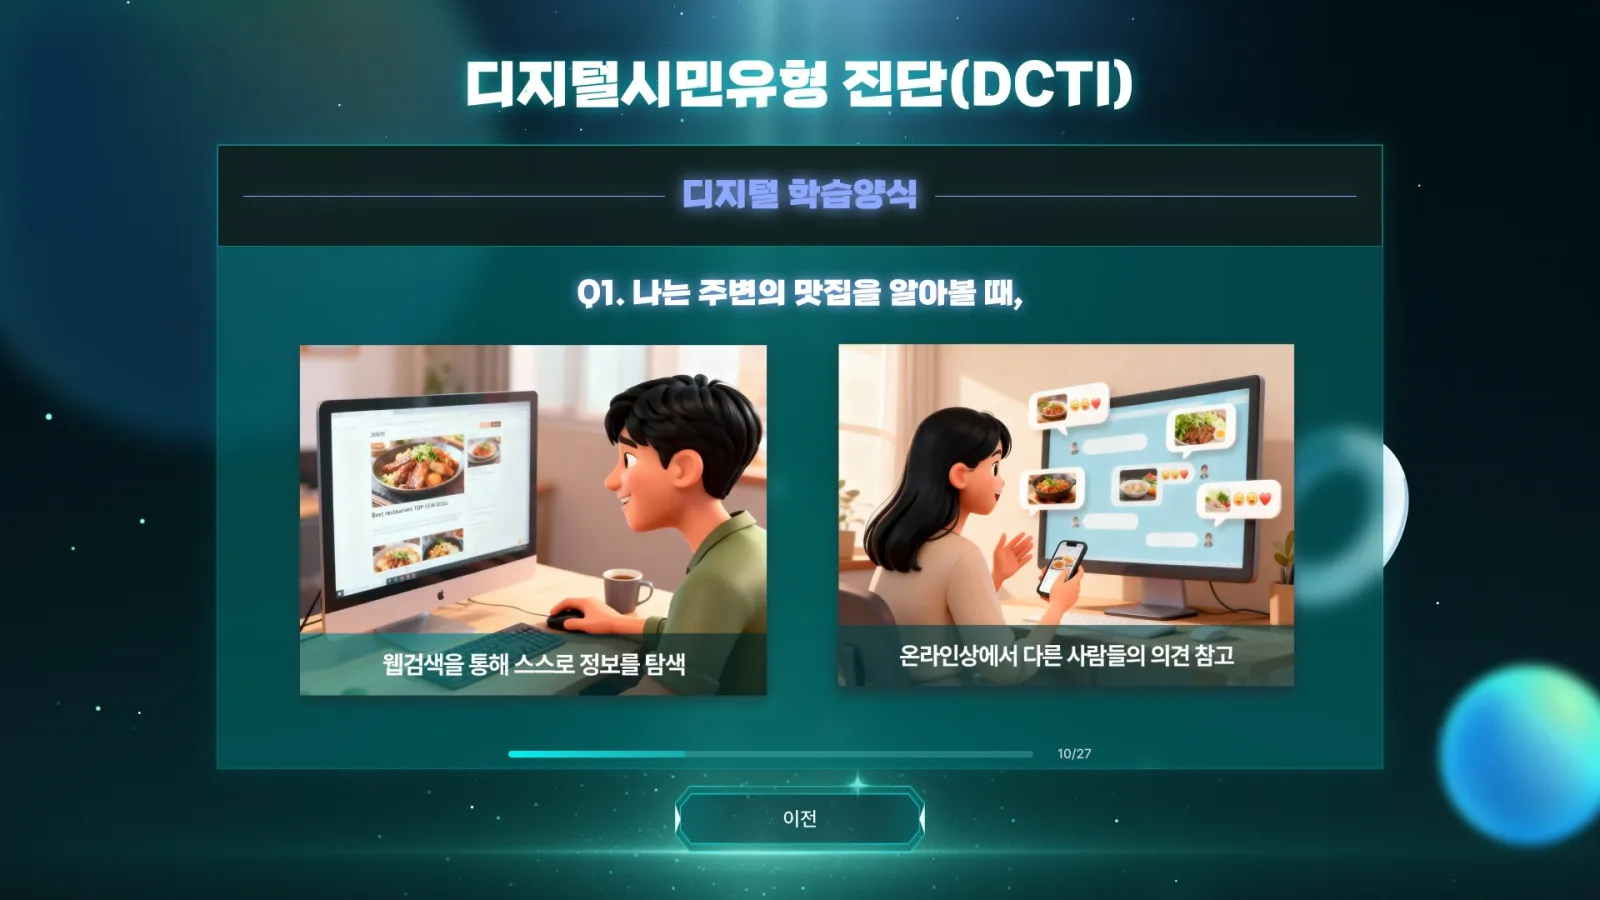 디지털시민유형 진단(DCTI)
디지털 학습양식
Q1. 나는 주변의 맛집을 알아볼 때,
웹검색을 통해 스스로 정보를 탐색
온라인상에서 다른 사람들의 의견 참고
10/27
이전